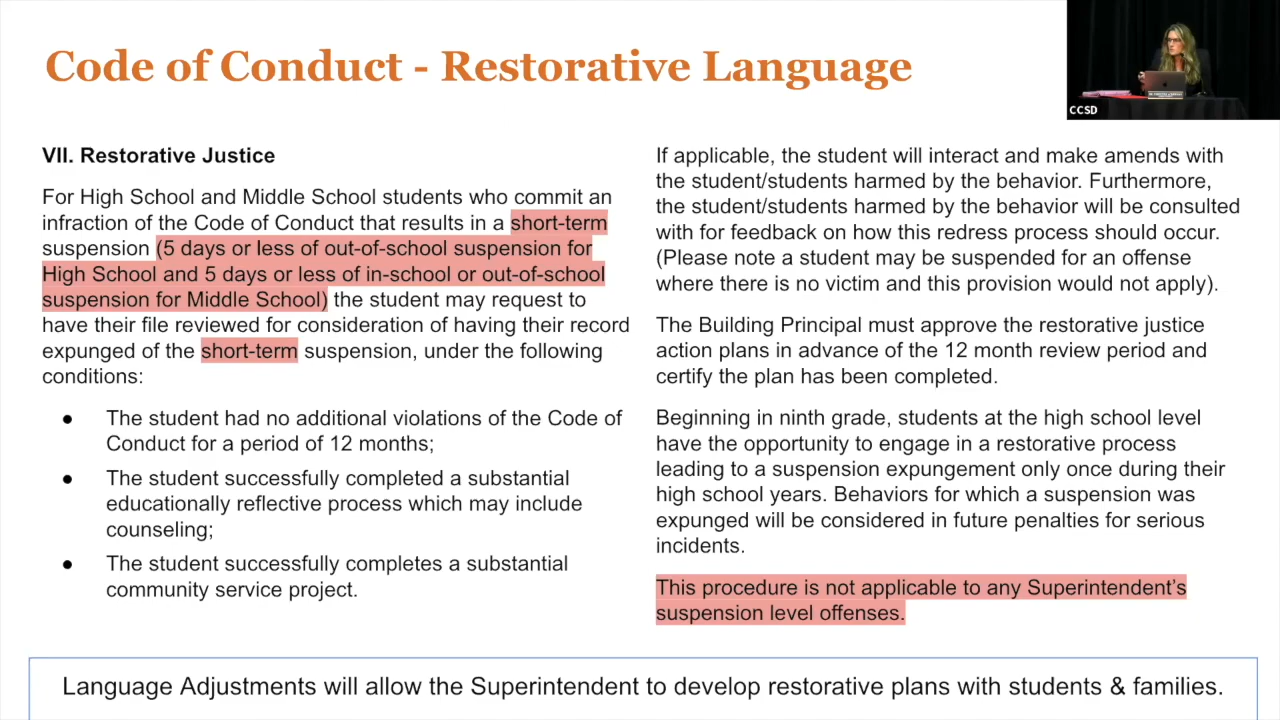 Code of Conduct - Restorative Language
CCSD
VII. Restorative Justice
For High School and Middle School students who commit an
infraction of the Code of Conduct that results in a short-term
suspension (5 days or less of out-of-school suspension for
High School and 5 days or less of in-school or out-of-school
suspension for Middle School) the student may request to
have their file reviewed for consideration of having their record
expunged of the short-term suspension, under the following
conditions:
● The student had no additional violations of the Code of
Conduct for a period of 12 months;
● The student successfully completed a substantial
educationally reflective process which may include
counseling;
● The student successfully completes a substantial
community service project.
If applicable, the student will interact and make amends with
the student/students harmed by the behavior. Furthermore,
the student/students harmed by the behavior will be consulted
with for feedback on how this redress process should occur.
(Please note a student may be suspended for an offense
where there is no victim and this provision would not apply).
The Building Principal must approve the restorative justice
action plans in advance of the 12 month review period and
certify the plan has been completed.
Beginning in ninth grade, students at the high school level
have the opportunity to engage in a restorative process
leading to a suspension expungement only once during their
high school years. Behaviors for which a suspension was
expunged will be considered in future penalties for serious
incidents.
This procedure is not applicable to any Superintendent’s
suspension level offenses.
Language Adjustments will allow the Superintendent to develop restorative plans with students & families.